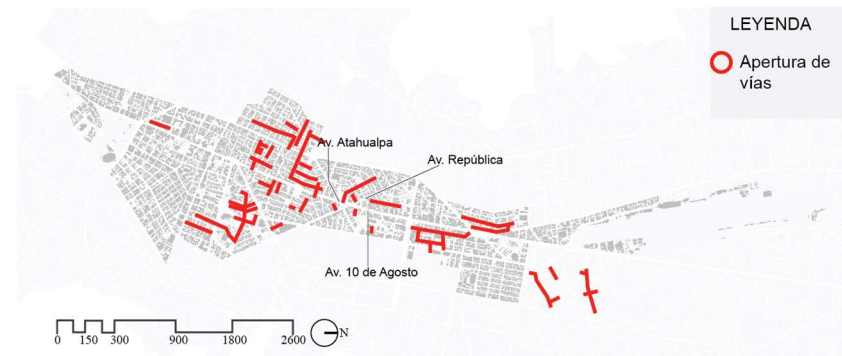 LEYENDA
Apertura de
vías
Av. Atahualpa
Av. República
Av. 10 de Agosto
0 150 300 900 1800 2600 N